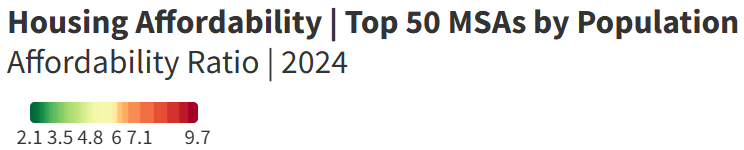 Housing Affordability | Top 50 MSAs by Population
Affordability Ratio | 2024
2.1 3.5 4.8 6 7.1 9.7